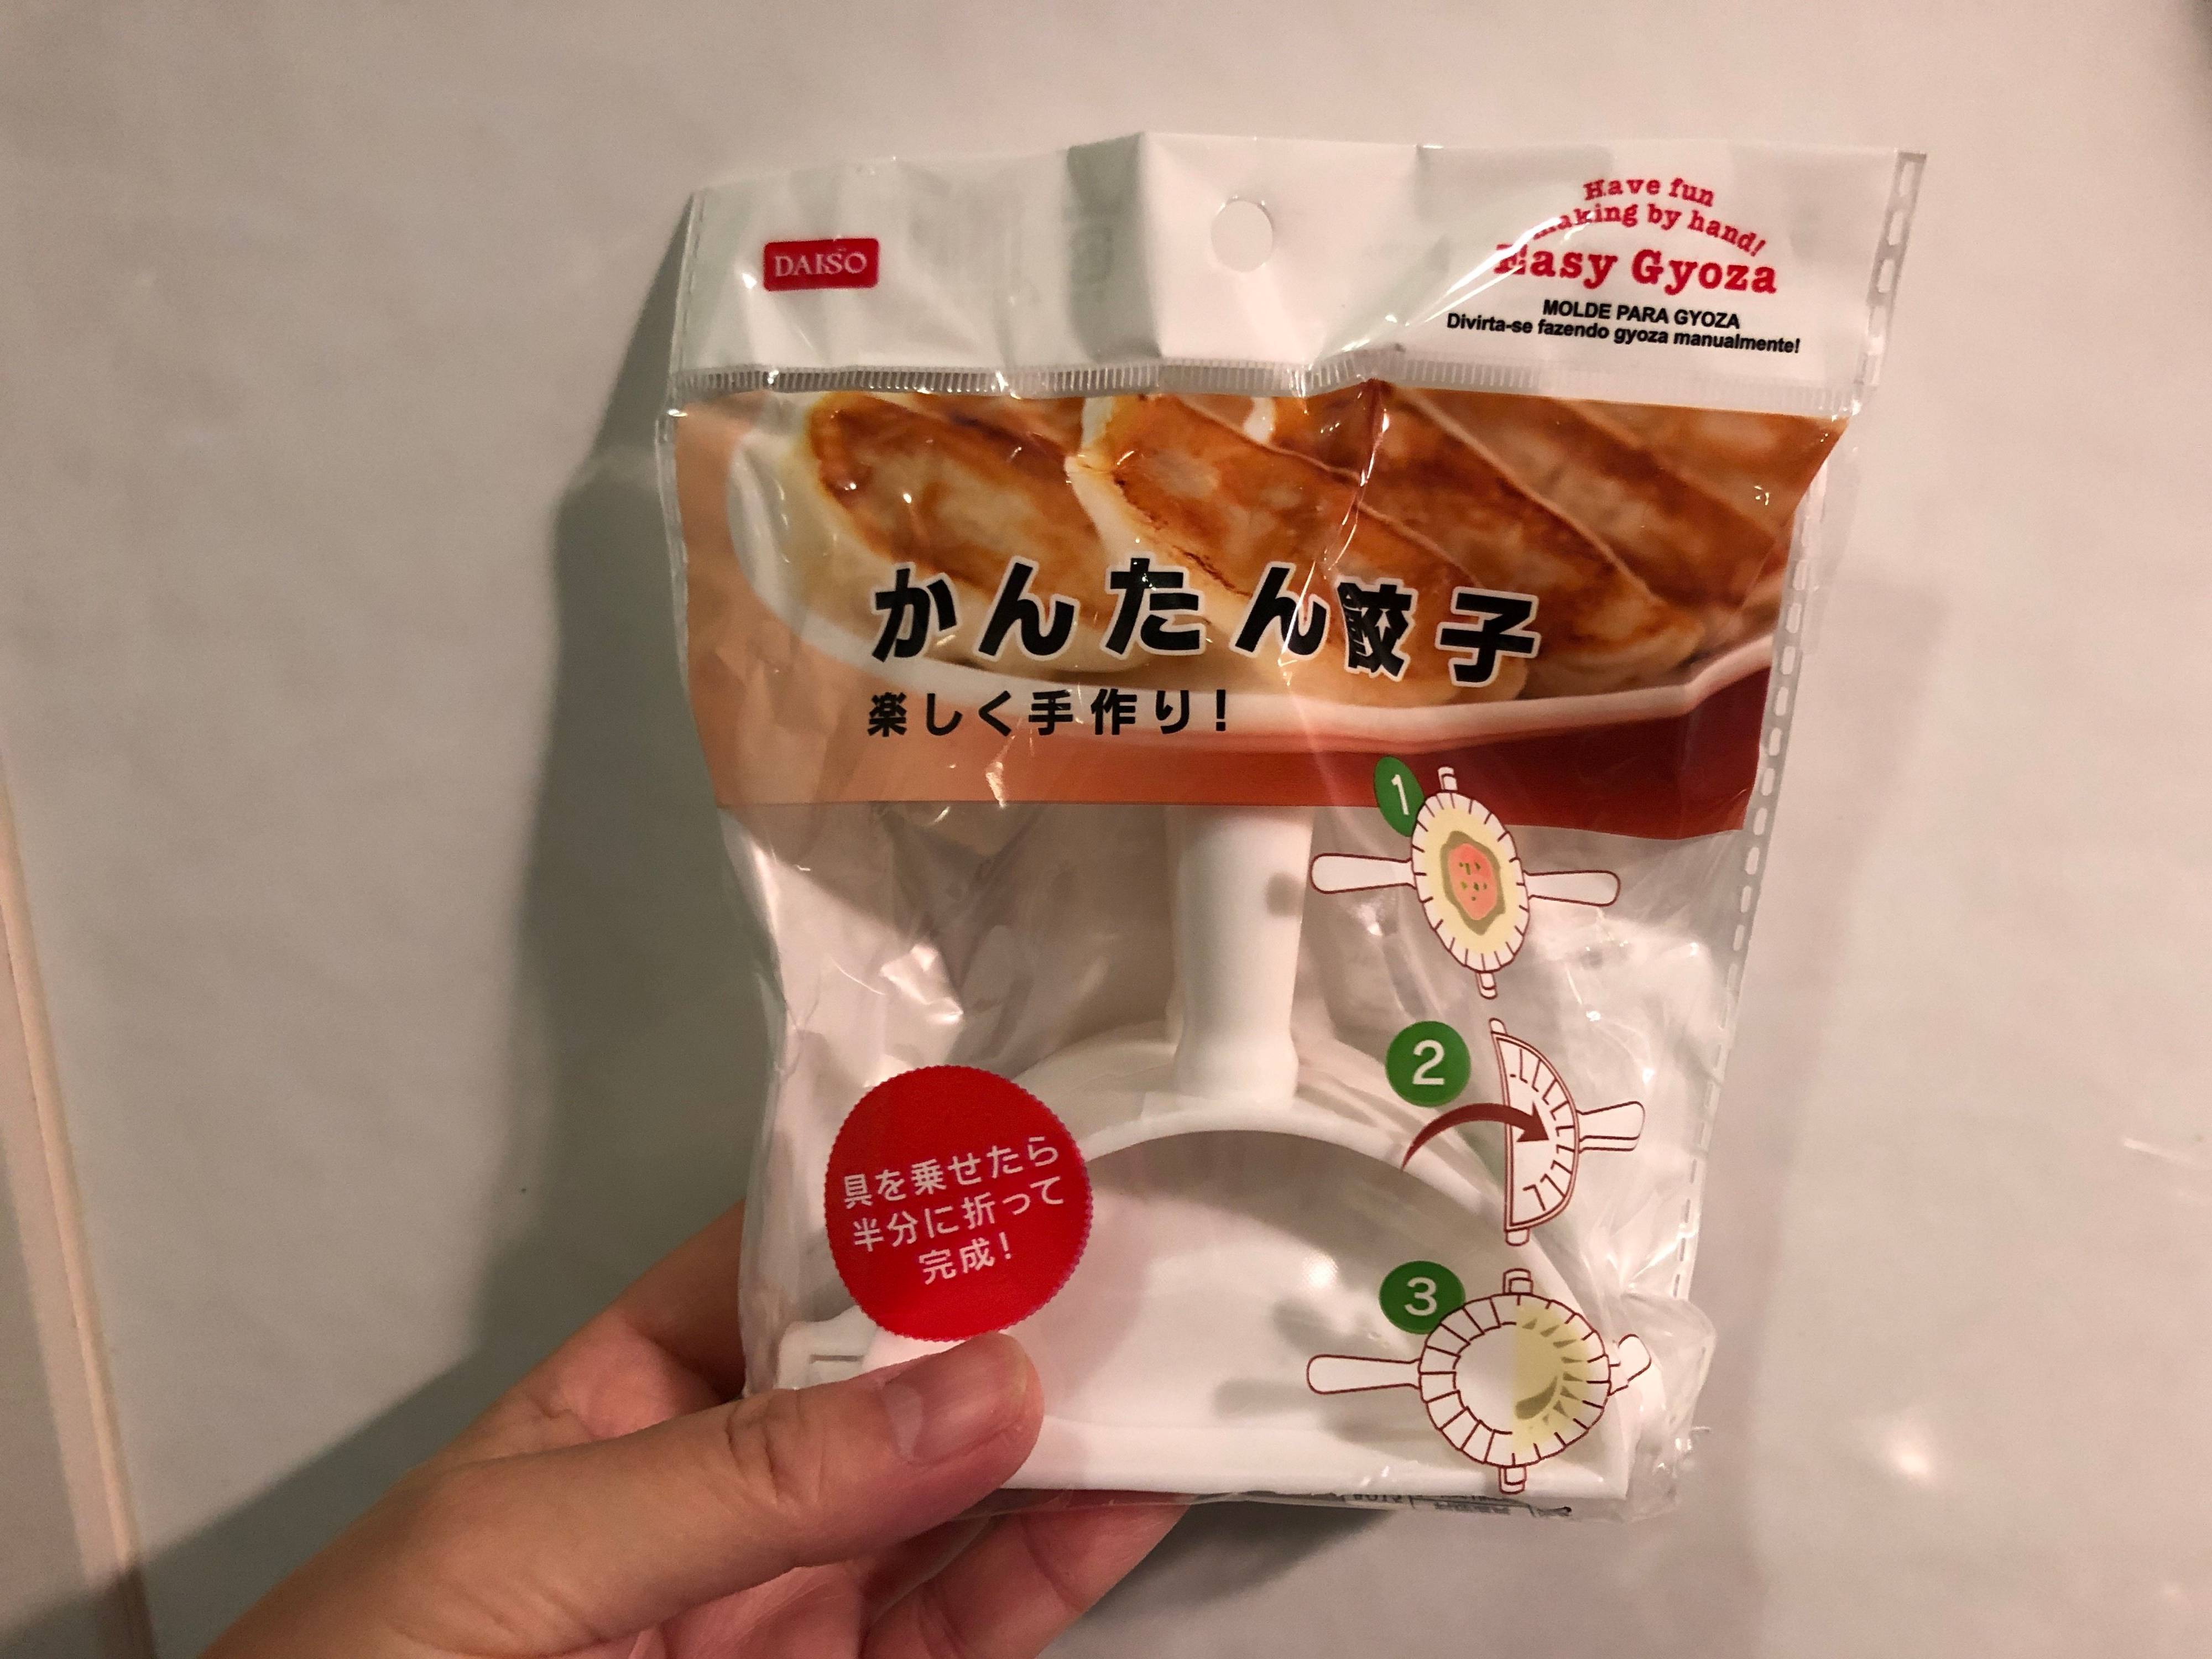 DAISO
Have fun
making by hand!
Easy Gyoza
MOLDE PARA GYOZA
Divirta-se fazendo gyoza manualmente!
かんたん餃子
楽しく手作り!
1
2
3
具を乗せたら
半分に折って
完成!